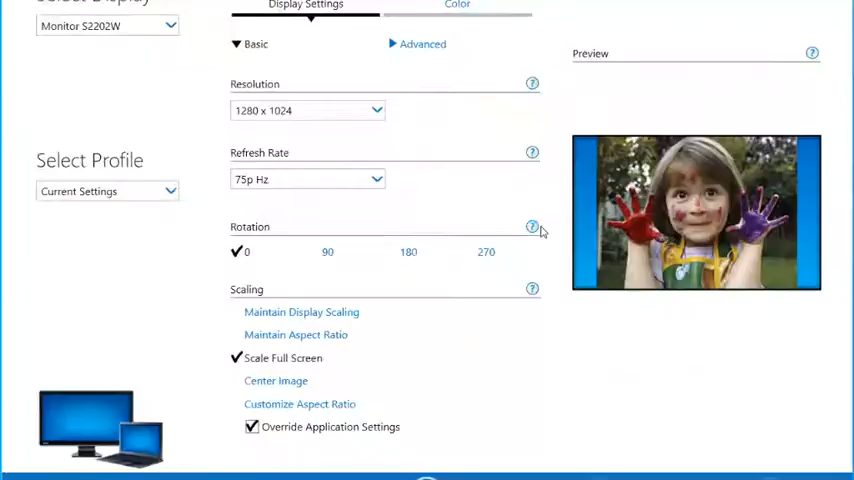 Select Display
Display Settings
Color
Monitor S2202W
Basic
Advanced
Preview
?
Resolution
?
1280 x 1024
Refresh Rate
?
Select Profile
75p Hz
Current Settings
Rotation
?
0
90
180
270
Scaling
?
Maintain Display Scaling
Maintain Aspect Ratio
Scale Full Screen
Center Image
Customize Aspect Ratio
Override Application Settings